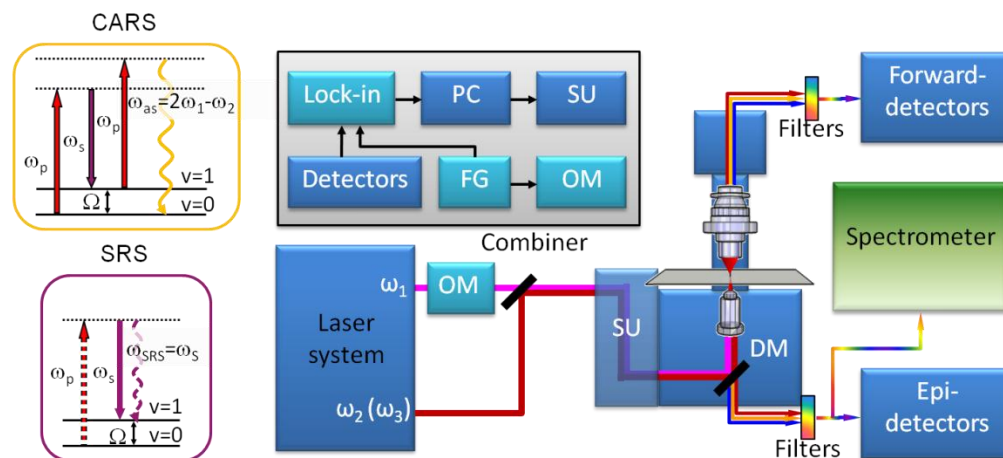 CARS
ωp
ωs
ωp
ωas=2ω1-ω2
v=1
Ω
v=0
SRS
ωp
ωs
ωSRS=ωs
v=1
Ω
v=0
Lock-in
PC
SU
Detectors
FG
OM
Combiner
Laser
system
ω1
OM
ω2 (ω3)
SU
DM
Filters
Forward-
detectors
Spectrometer
Filters
Epi-
detectors